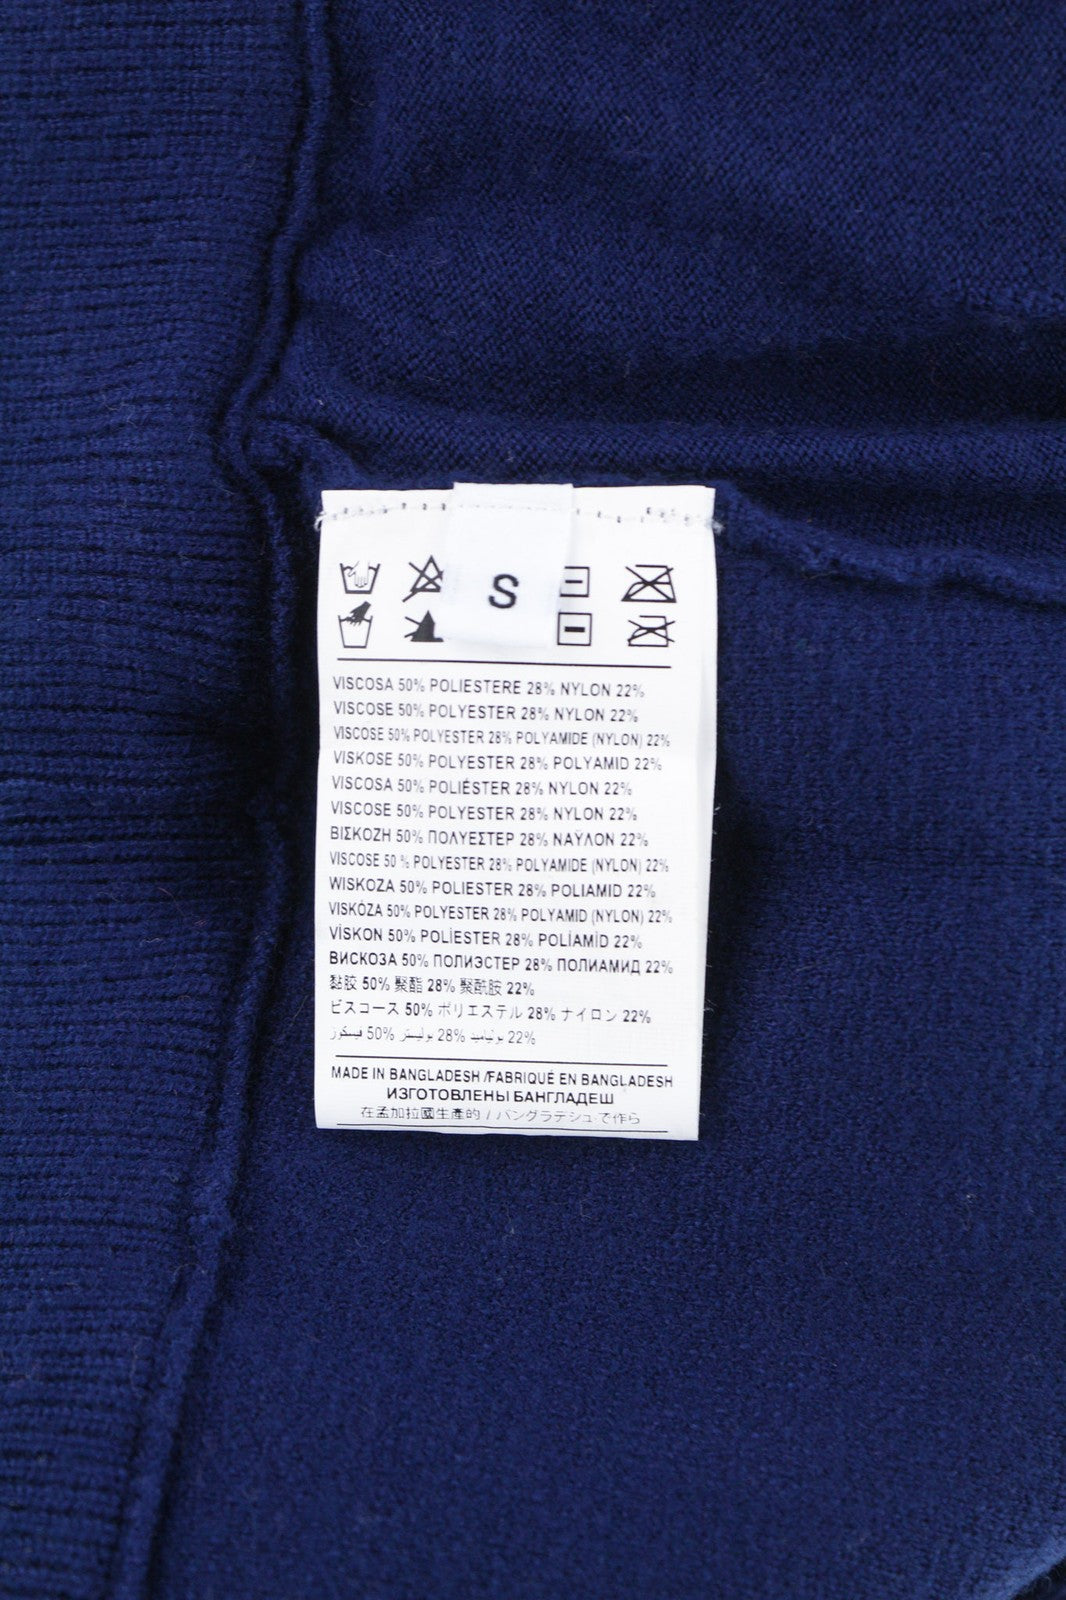 S
VISCOSA 50% POLIESTERE 28% NYLON 22%
VISCOSE 50% POLYESTER 28% NYLON 22%
VISCOSE 50% POLYESTER 28% POLYAMIDE (NYLON) 22%
VISKOSE 50% POLYESTER 28% POLYAMID 22%
VISCOSA 50% POLIÉSTER 28% NYLON 22%
VISCOSE 50% POLYESTER 28% NYLON 22%
ΒΙΣΚΟΖΗ 50% ΠΟΛΥΕΣΤΕΡ 28% ΝΑΫΛΟΝ 22%
VISCOSE 50 % POLYESTER 28% POLYAMIDE (NYLON) 22%
WISKOZA 50% POLIESTER 28% POLIAMID 22%
VISKÓZA 50% POLYESTER 28% POLYAMID (NYLON) 22%
VİSKON 50% POLİESTER 28% POLİAMİD 22%
ВИСКОЗА 50% ПОЛИЭСТЕР 28% ПОЛИАМИД 22%
黏胶 50% 聚酯 28% 聚酰胺 22%
ビスコース 50% ポリエステル 28% ナイロン 22%
فيسكوز 50% بوليستر 28% بولياميد 22%
MADE IN BANGLADESH /FABRIQUÉ EN BANGLADESH
ИЗГОТОВЛЕНЫ БАНГЛАДЕШ
在孟加拉國生產的 / バングラデシュで作ら